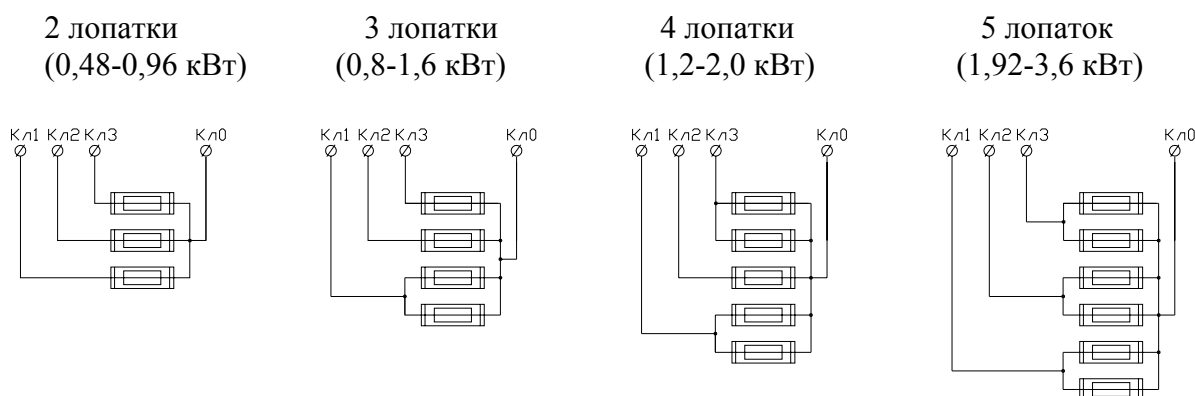 2 лопатки
(0,48-0,96 кВт)
3 лопатки
(0,8-1,6 кВт)
4 лопатки
(1,2-2,0 кВт)
5 лопаток
(1,92-3,6 кВт)
Кл1 Кл2 Кл3 Кл0
Кл1 Кл2 Кл3 Кл0
Кл1 Кл2 Кл3 Кл0
Кл1 Кл2 Кл3 Кл0